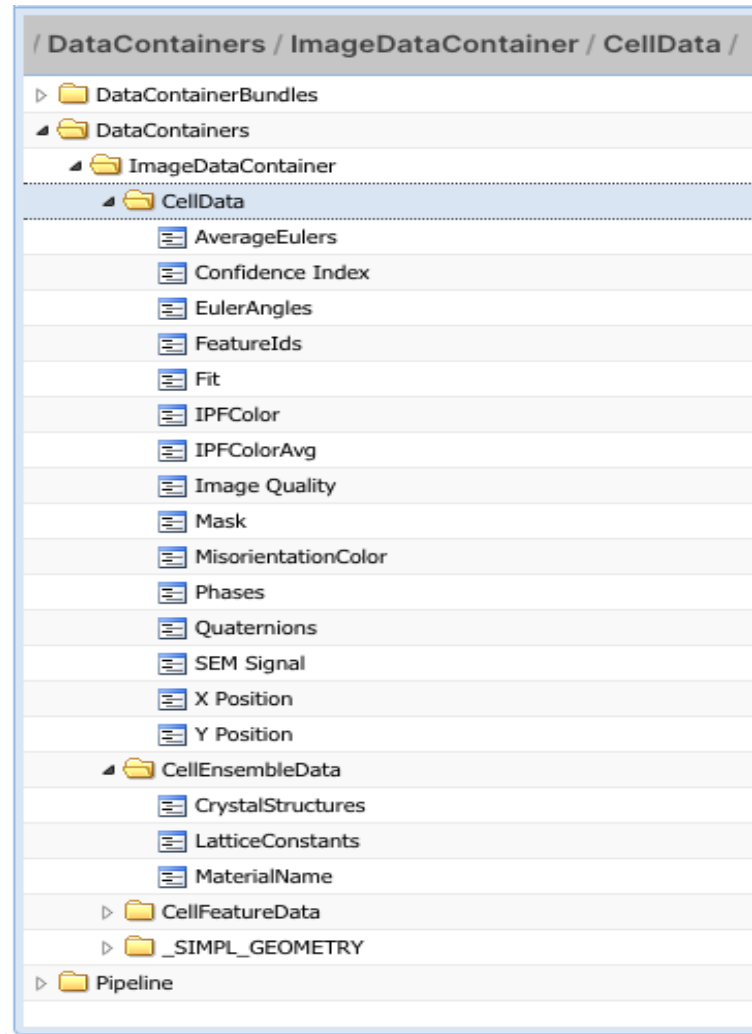 / DataContainers / ImageDataContainer / CellData /
DataContainerBundles
DataContainers
ImageDataContainer
CellData
AverageEulers
Confidence Index
EulerAngles
FeatureIds
Fit
IPFColor
IPFColorAvg
Image Quality
Mask
MisorientationColor
Phases
Quaternions
SEM Signal
X Position
Y Position
CellEnsembleData
CrystalStructures
LatticeConstants
MaterialName
CellFeatureData
_SIMPL_GEOMETRY
Pipeline